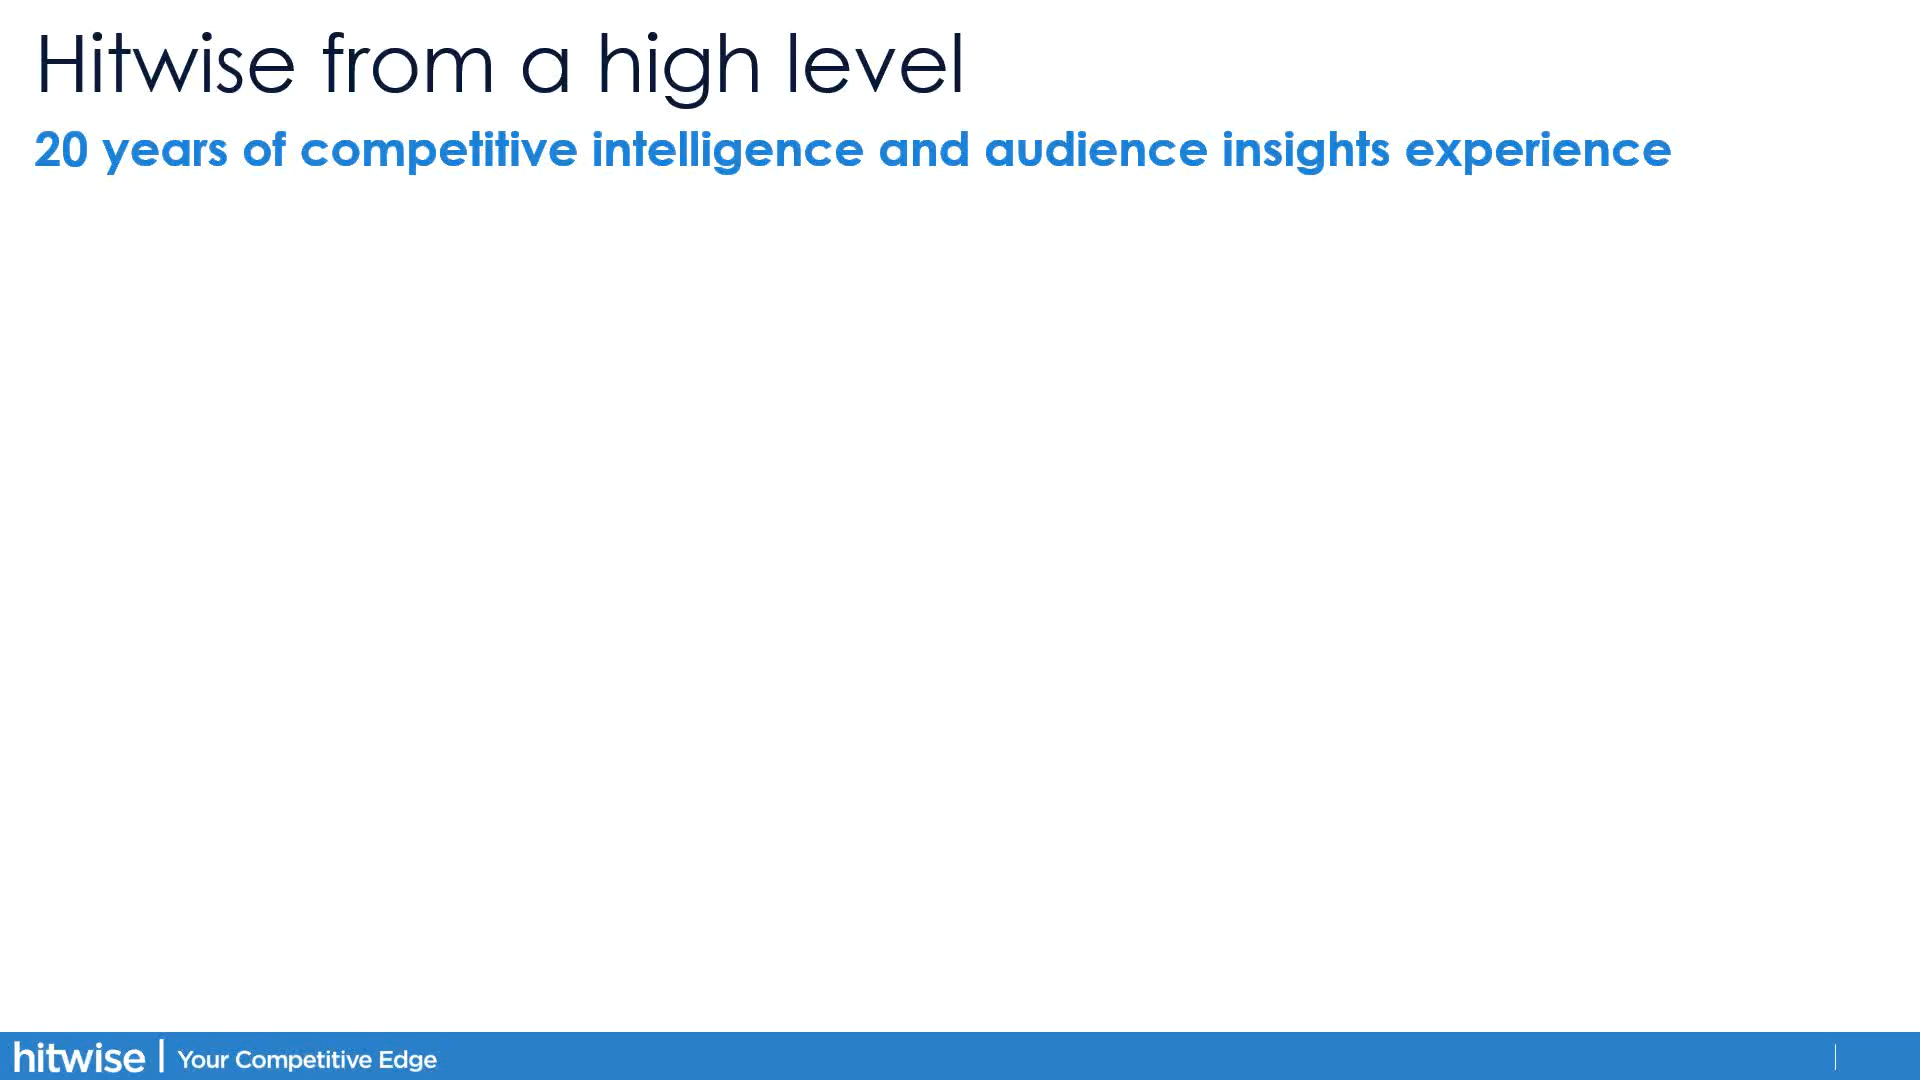 Hitwise from a high level
20 years of competitive intelligence and audience insights experience
hitwise | Your Competitive Edge